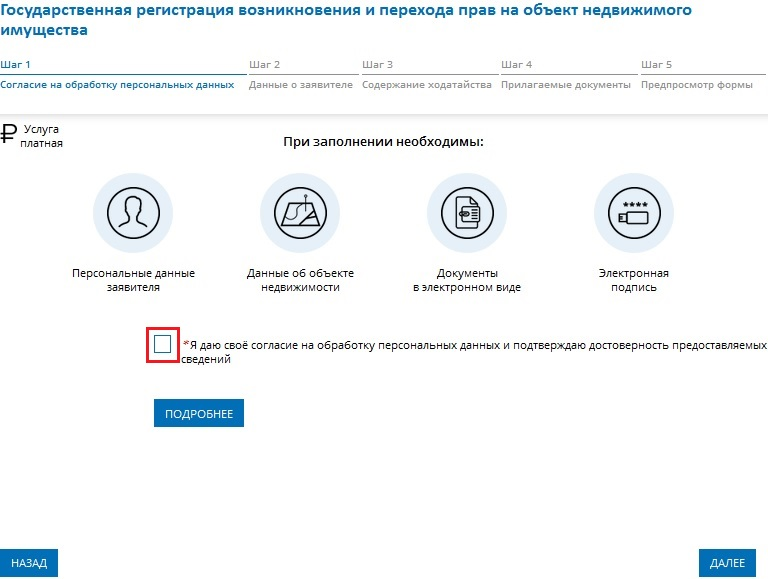 Государственная регистрация возникновения и перехода прав на объект недвижимого
имущества
Шаг 1
Согласие на обработку персональных данных
Шаг 2
Данные о заявителе
Шаг 3
Содержание ходатайства
Шаг 4
Прилагаемые документы
Шаг 5
Предпросмотр формы
₽ Услуга
платная
При заполнении необходимы:
Персональные данные
заявителя
Данные об объекте
недвижимости
Документы
в электронном виде
****
Электронная
подпись
*Я даю своё согласие на обработку персональных данных и подтверждаю достоверность предоставляемых
сведений
ПОДРОБНЕЕ
НАЗАД
ДАЛЕЕ